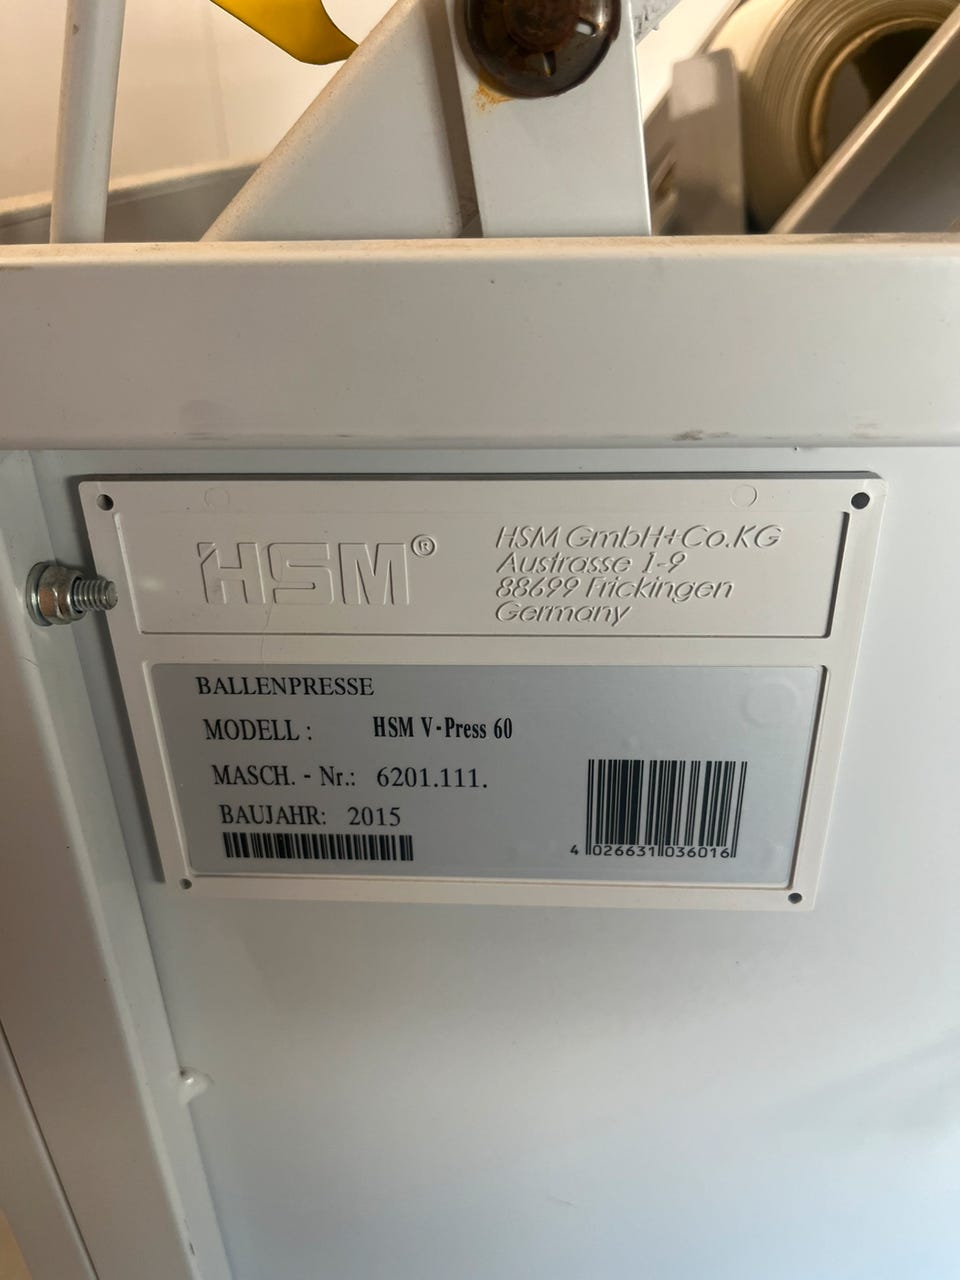 HSM®
HSM GmbH+Co.KG
Austrasse 1-9
88699 Frickingen
Germany
BALLENPRESSE
MODELL : HSM V-Press 60
MASCH. - Nr.: 6201.111.
BAUJAHR: 2015
4 026631 036016